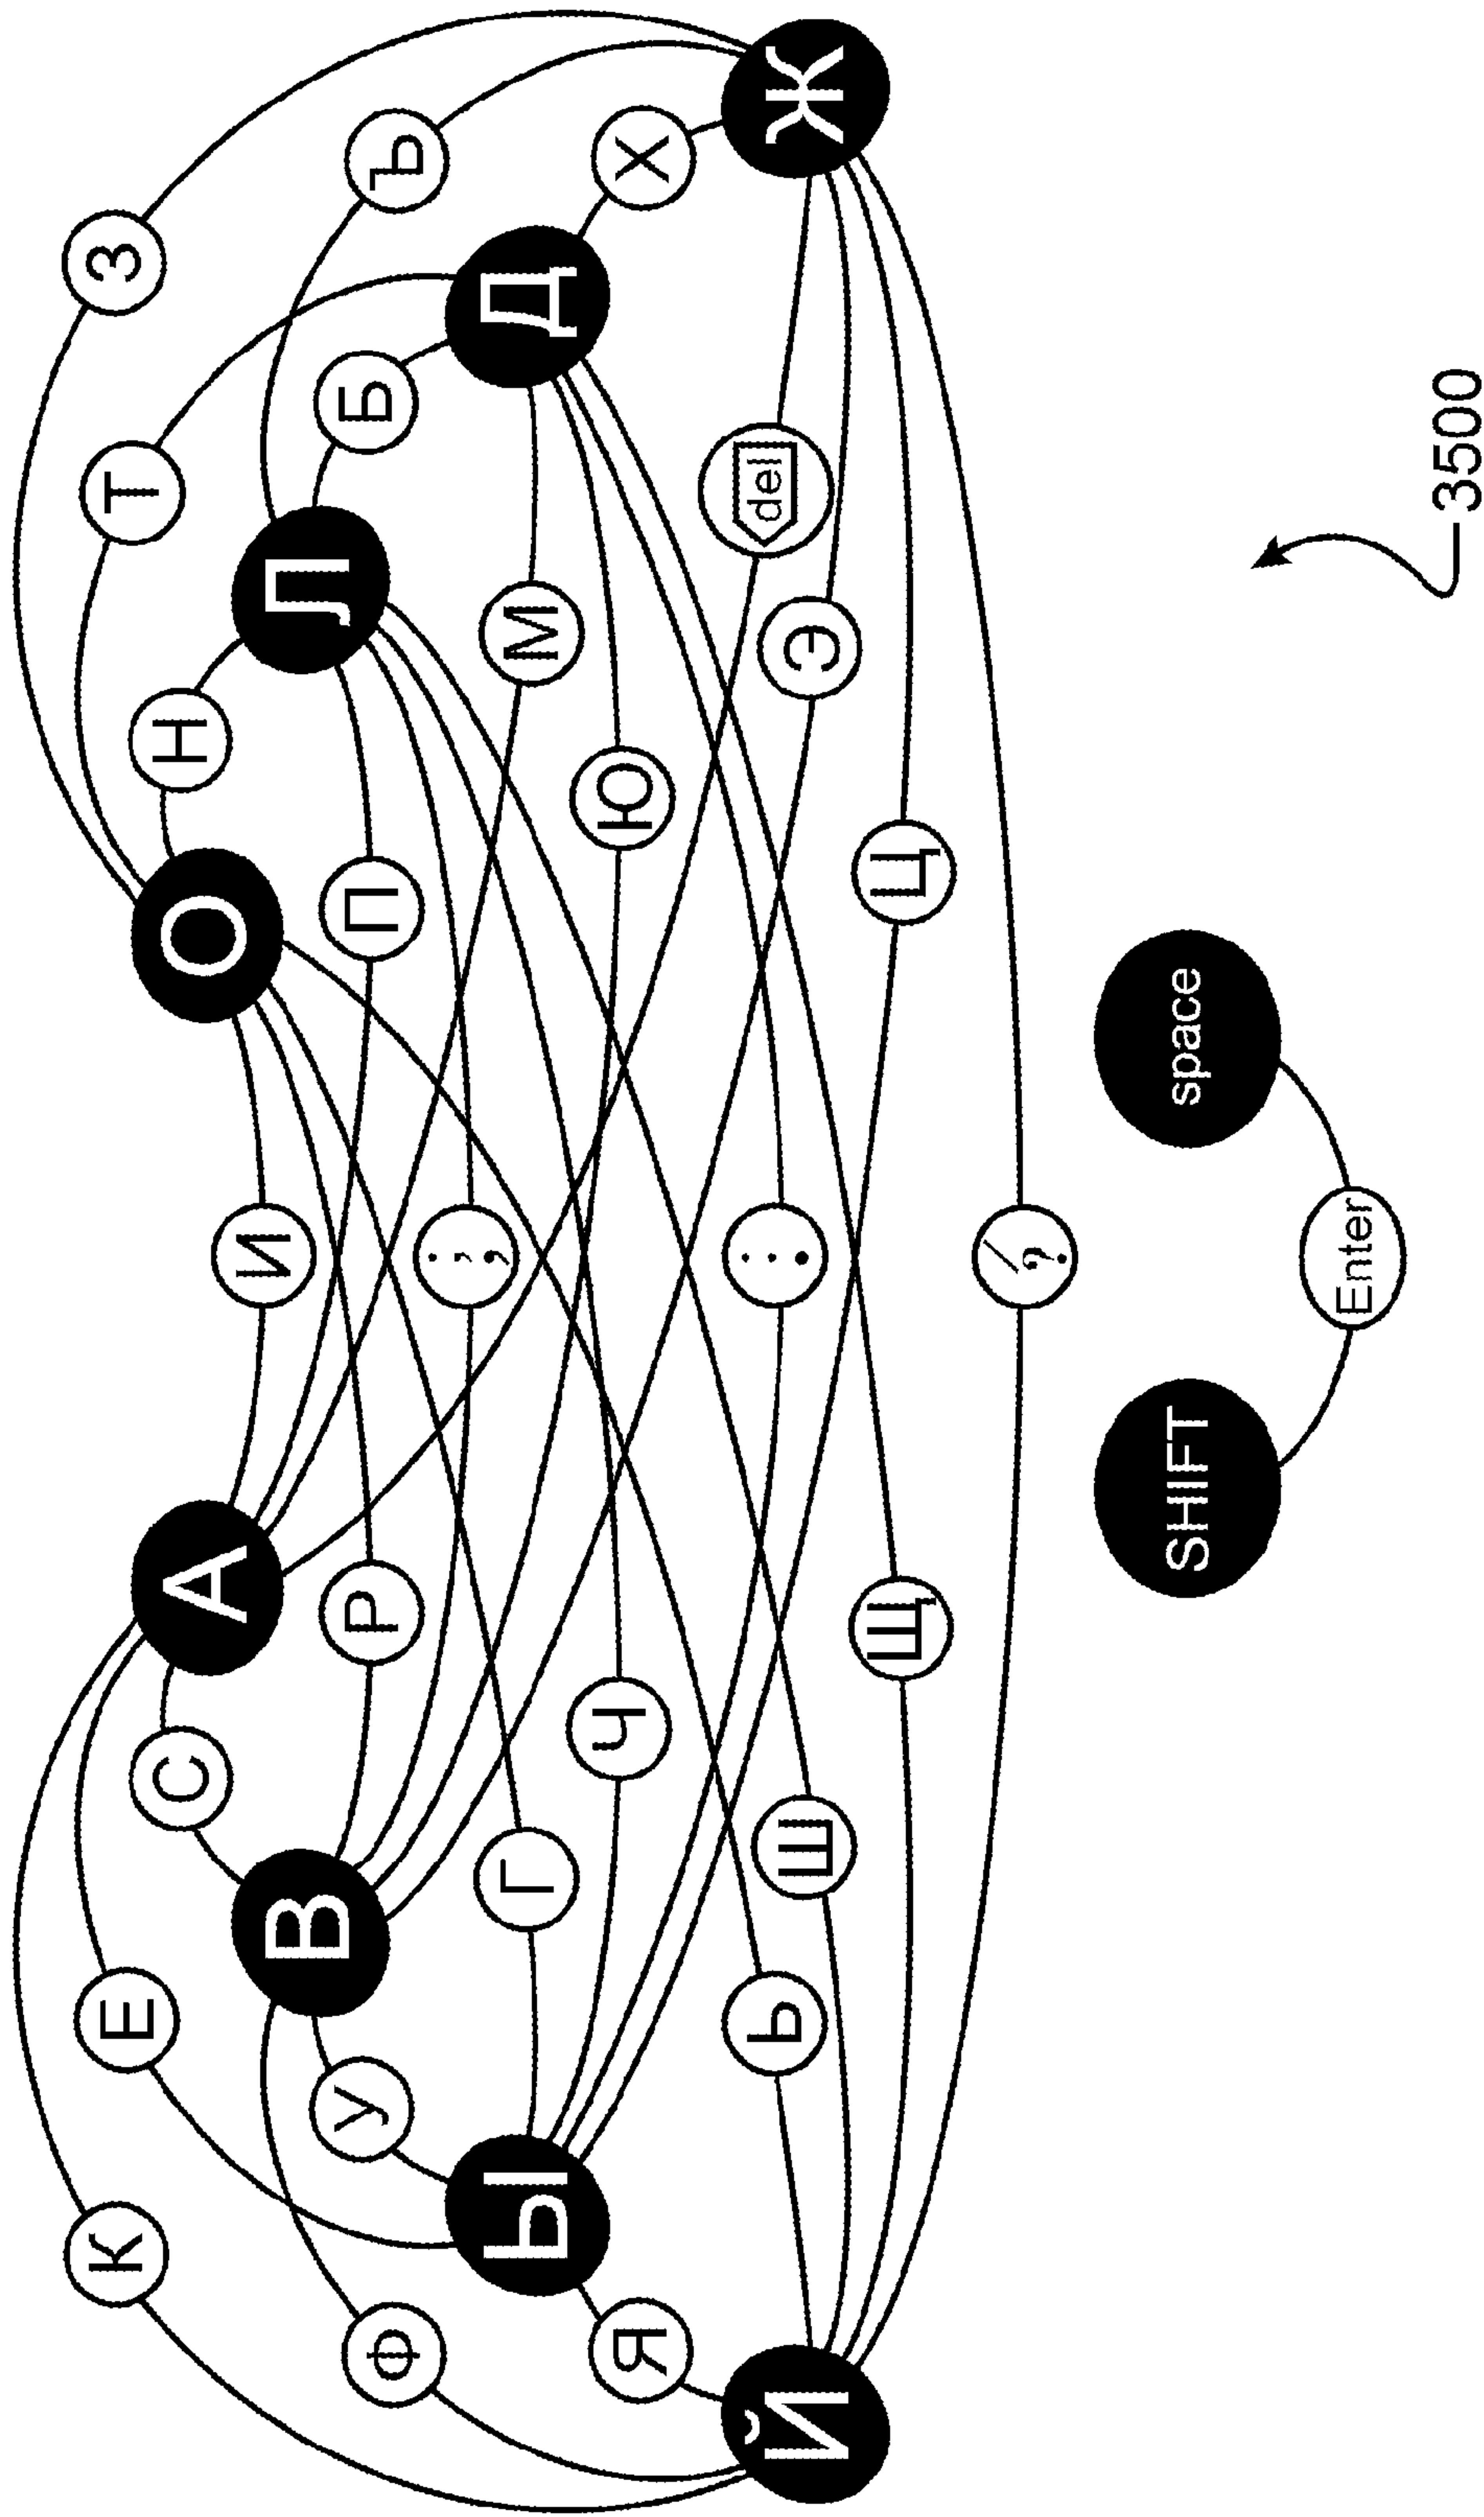 К З
Е Т
С Н
А О
И
В Л
У Б
Р П
Ф Ъ
; ,
Ы Г М Д
Ч Ю
Я Х
Ь : . del
Й Ш Э Ж
Щ Ц
/ ?
SHIFT space
Enter
3500